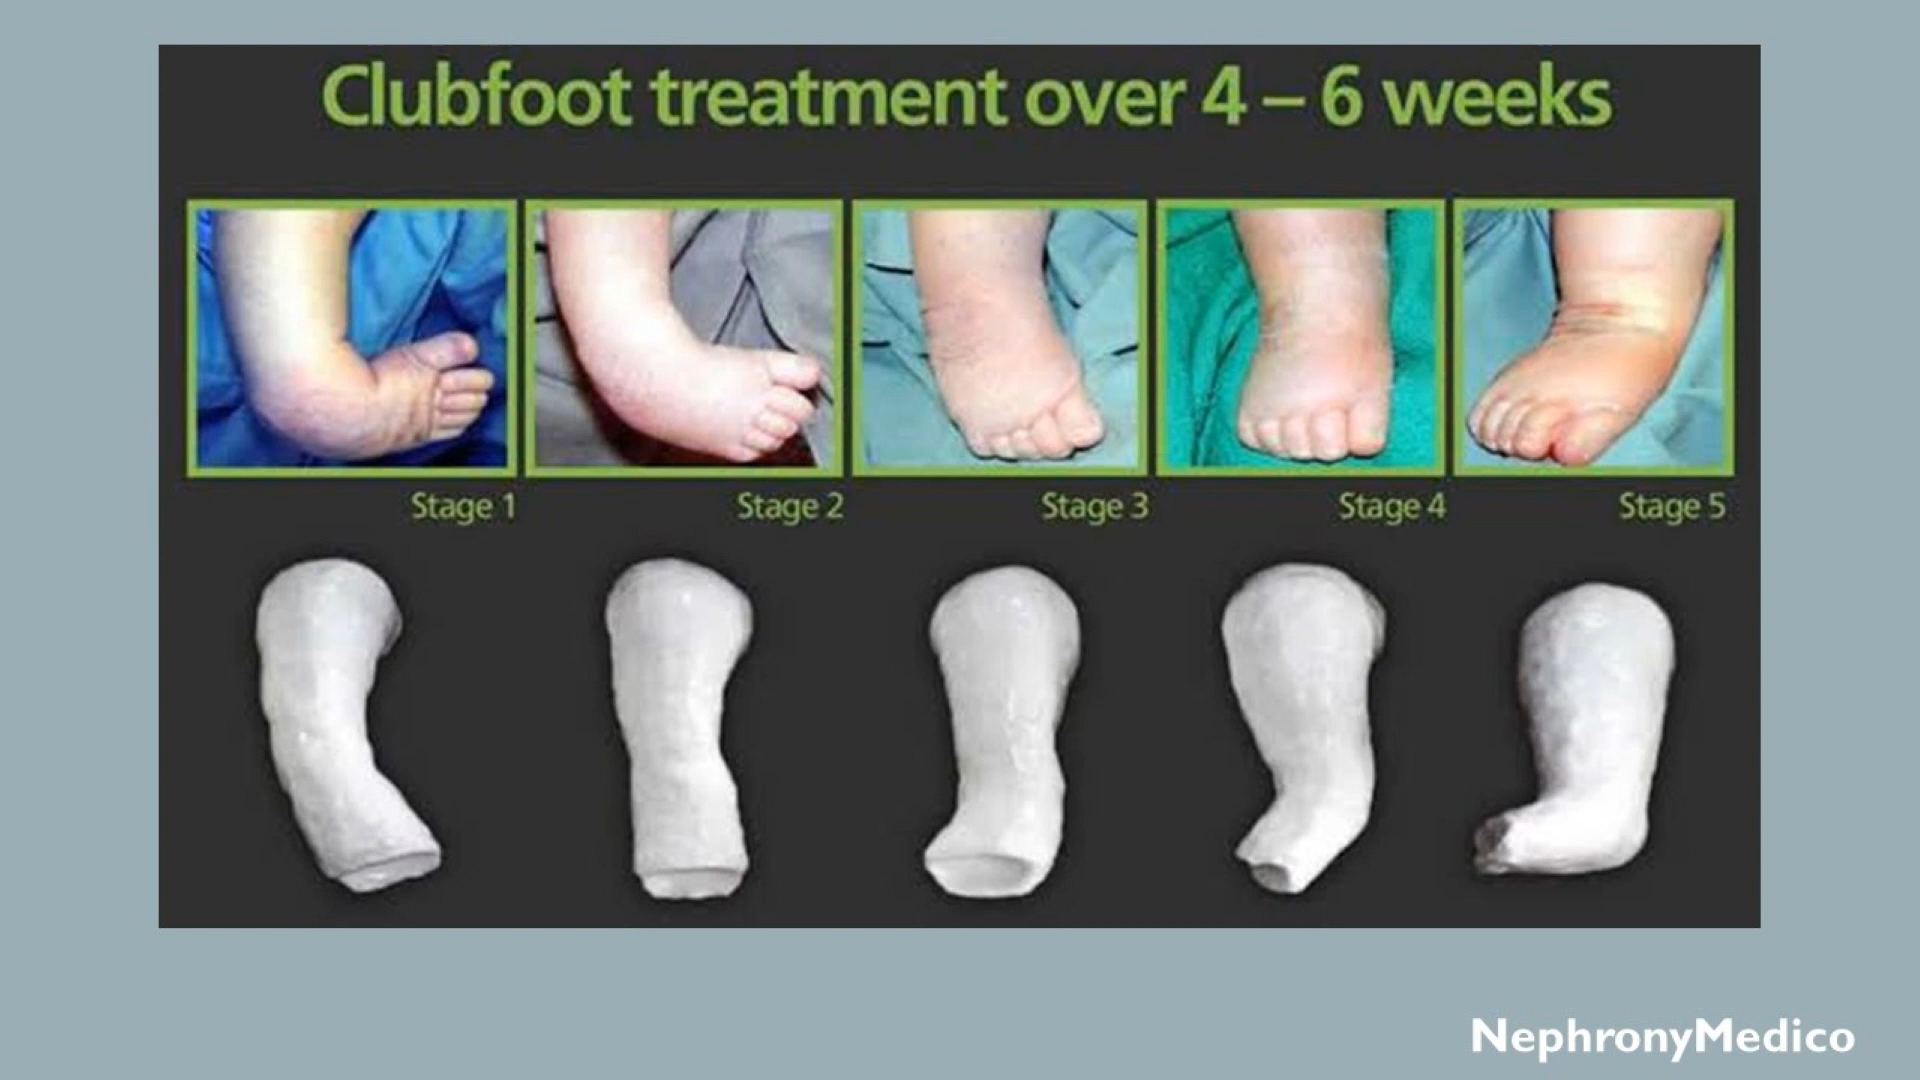 Clubfoot treatment over 4 – 6 weeks
Stage 1
Stage 2
Stage 3
Stage 4
Stage 5
NephronyMedico